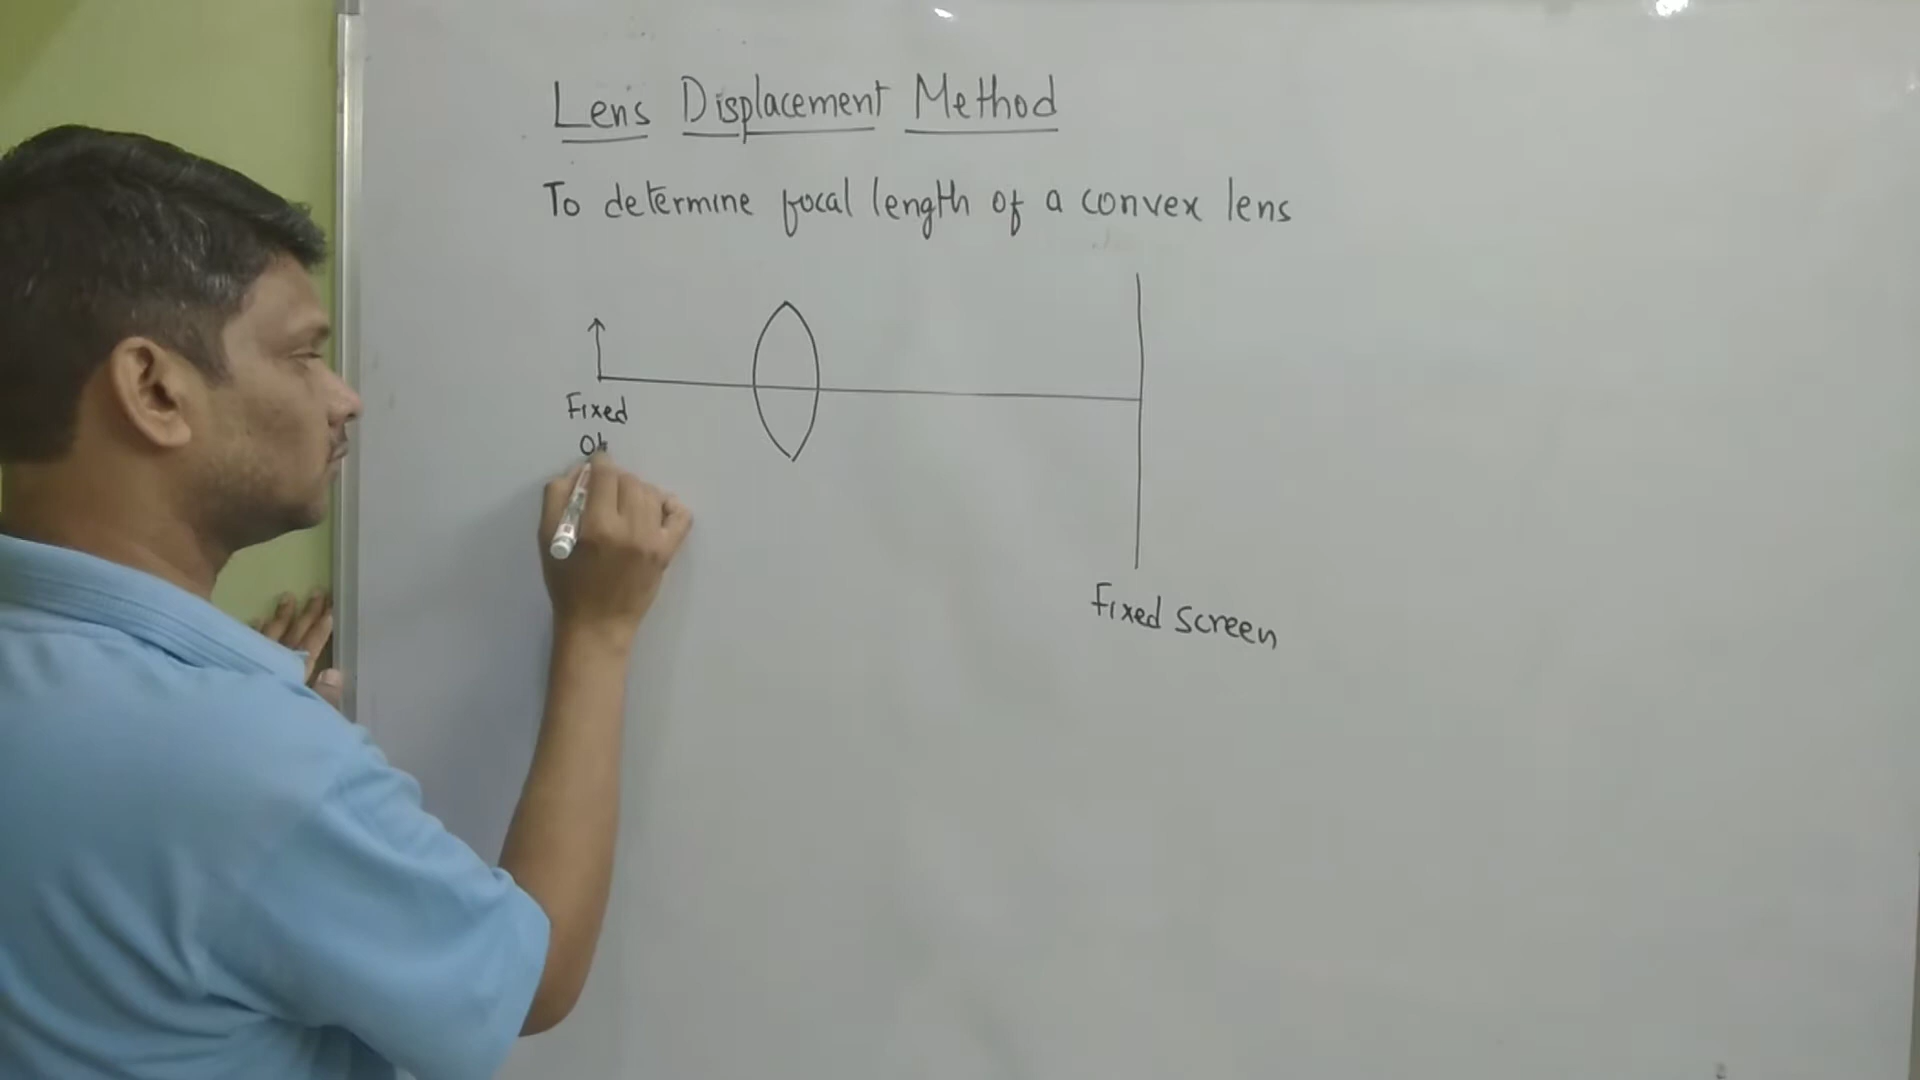 Lens Displacement Method
To determine focal length of a convex lens
Fixed
Ob
Fixed screen